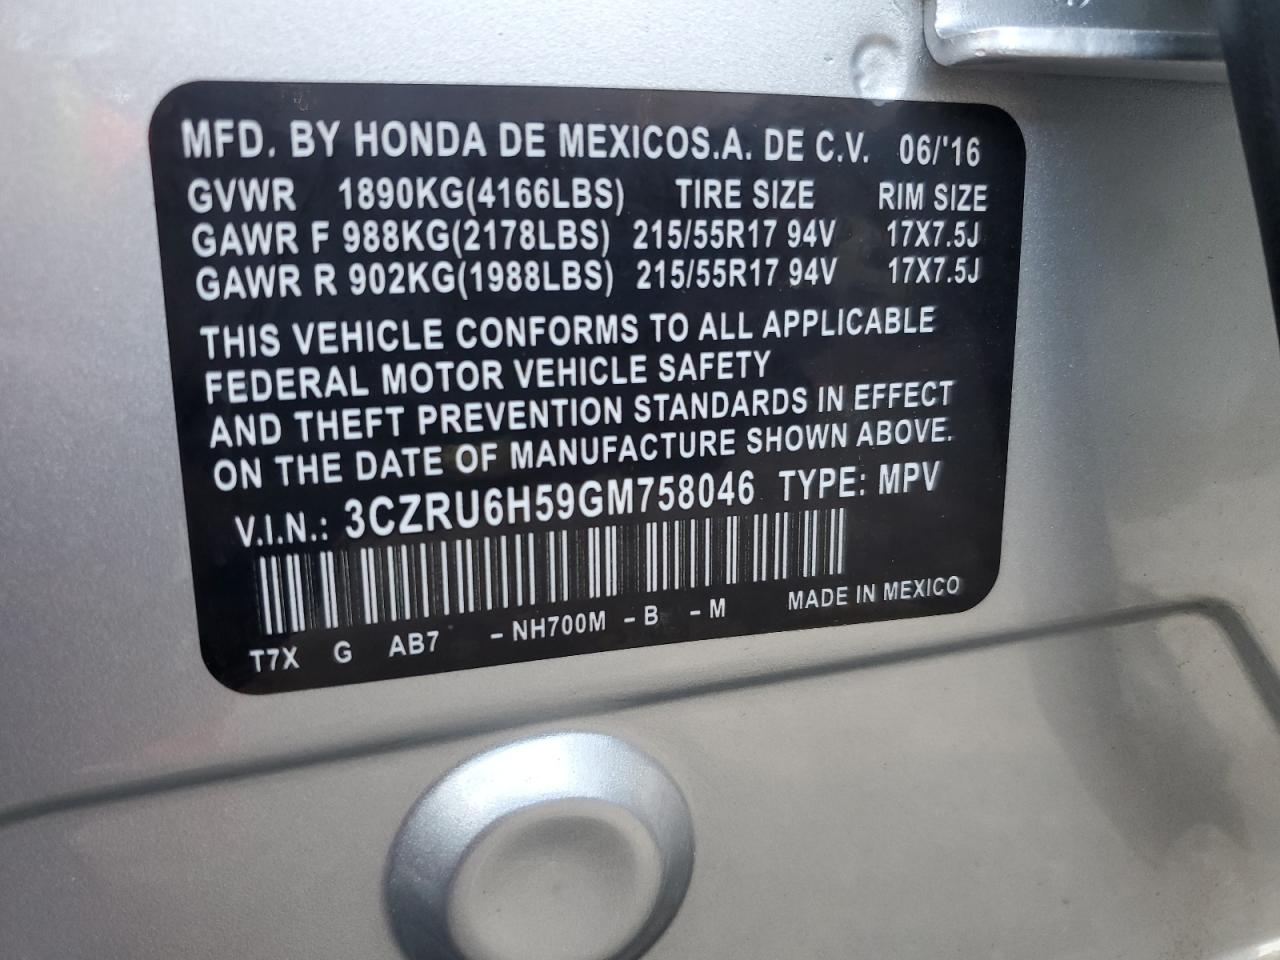 MFD. BY HONDA DE MEXICOS.A. DE C.V. 06/'16
GVWR 1890KG(4166LBS) TIRE SIZE RIM SIZE
GAWR F 988KG(2178LBS) 215/55R17 94V 17X7.5J
GAWR R 902KG(1988LBS) 215/55R17 94V 17X7.5J
THIS VEHICLE CONFORMS TO ALL APPLICABLE
FEDERAL MOTOR VEHICLE SAFETY
AND THEFT PREVENTION STANDARDS IN EFFECT
ON THE DATE OF MANUFACTURE SHOWN ABOVE.
V.I.N.: 3CZRU6H59GM758046 TYPE: MPV
T7X G AB7 -NH700M -B -M MADE IN MEXICO